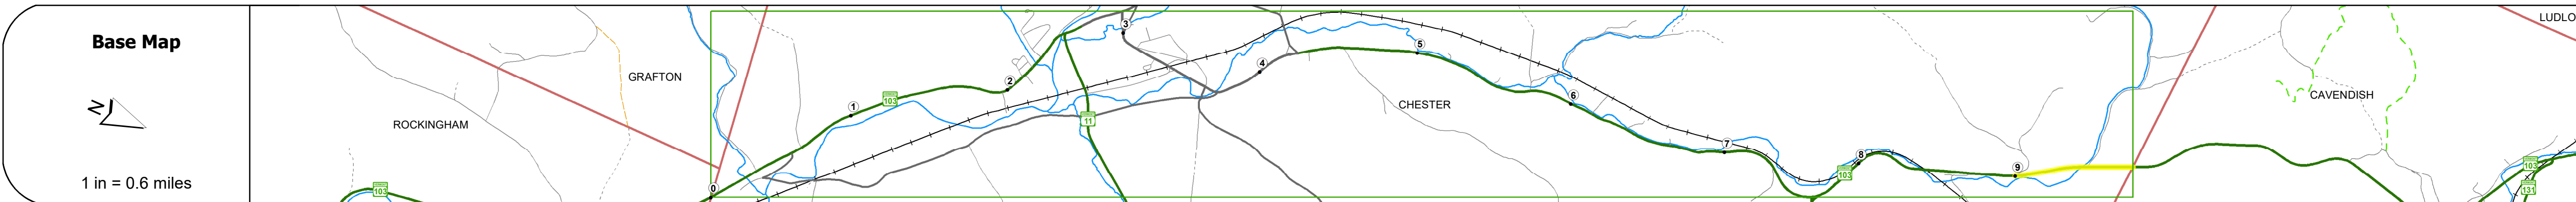 Base Map
N
1 in = 0.6 miles
ROCKINGHAM
103
GRAFTON
0
1
103
2
11
3
4
CHESTER
5
6
7
103
8
9
CAVENDISH
LUDLO
103
131